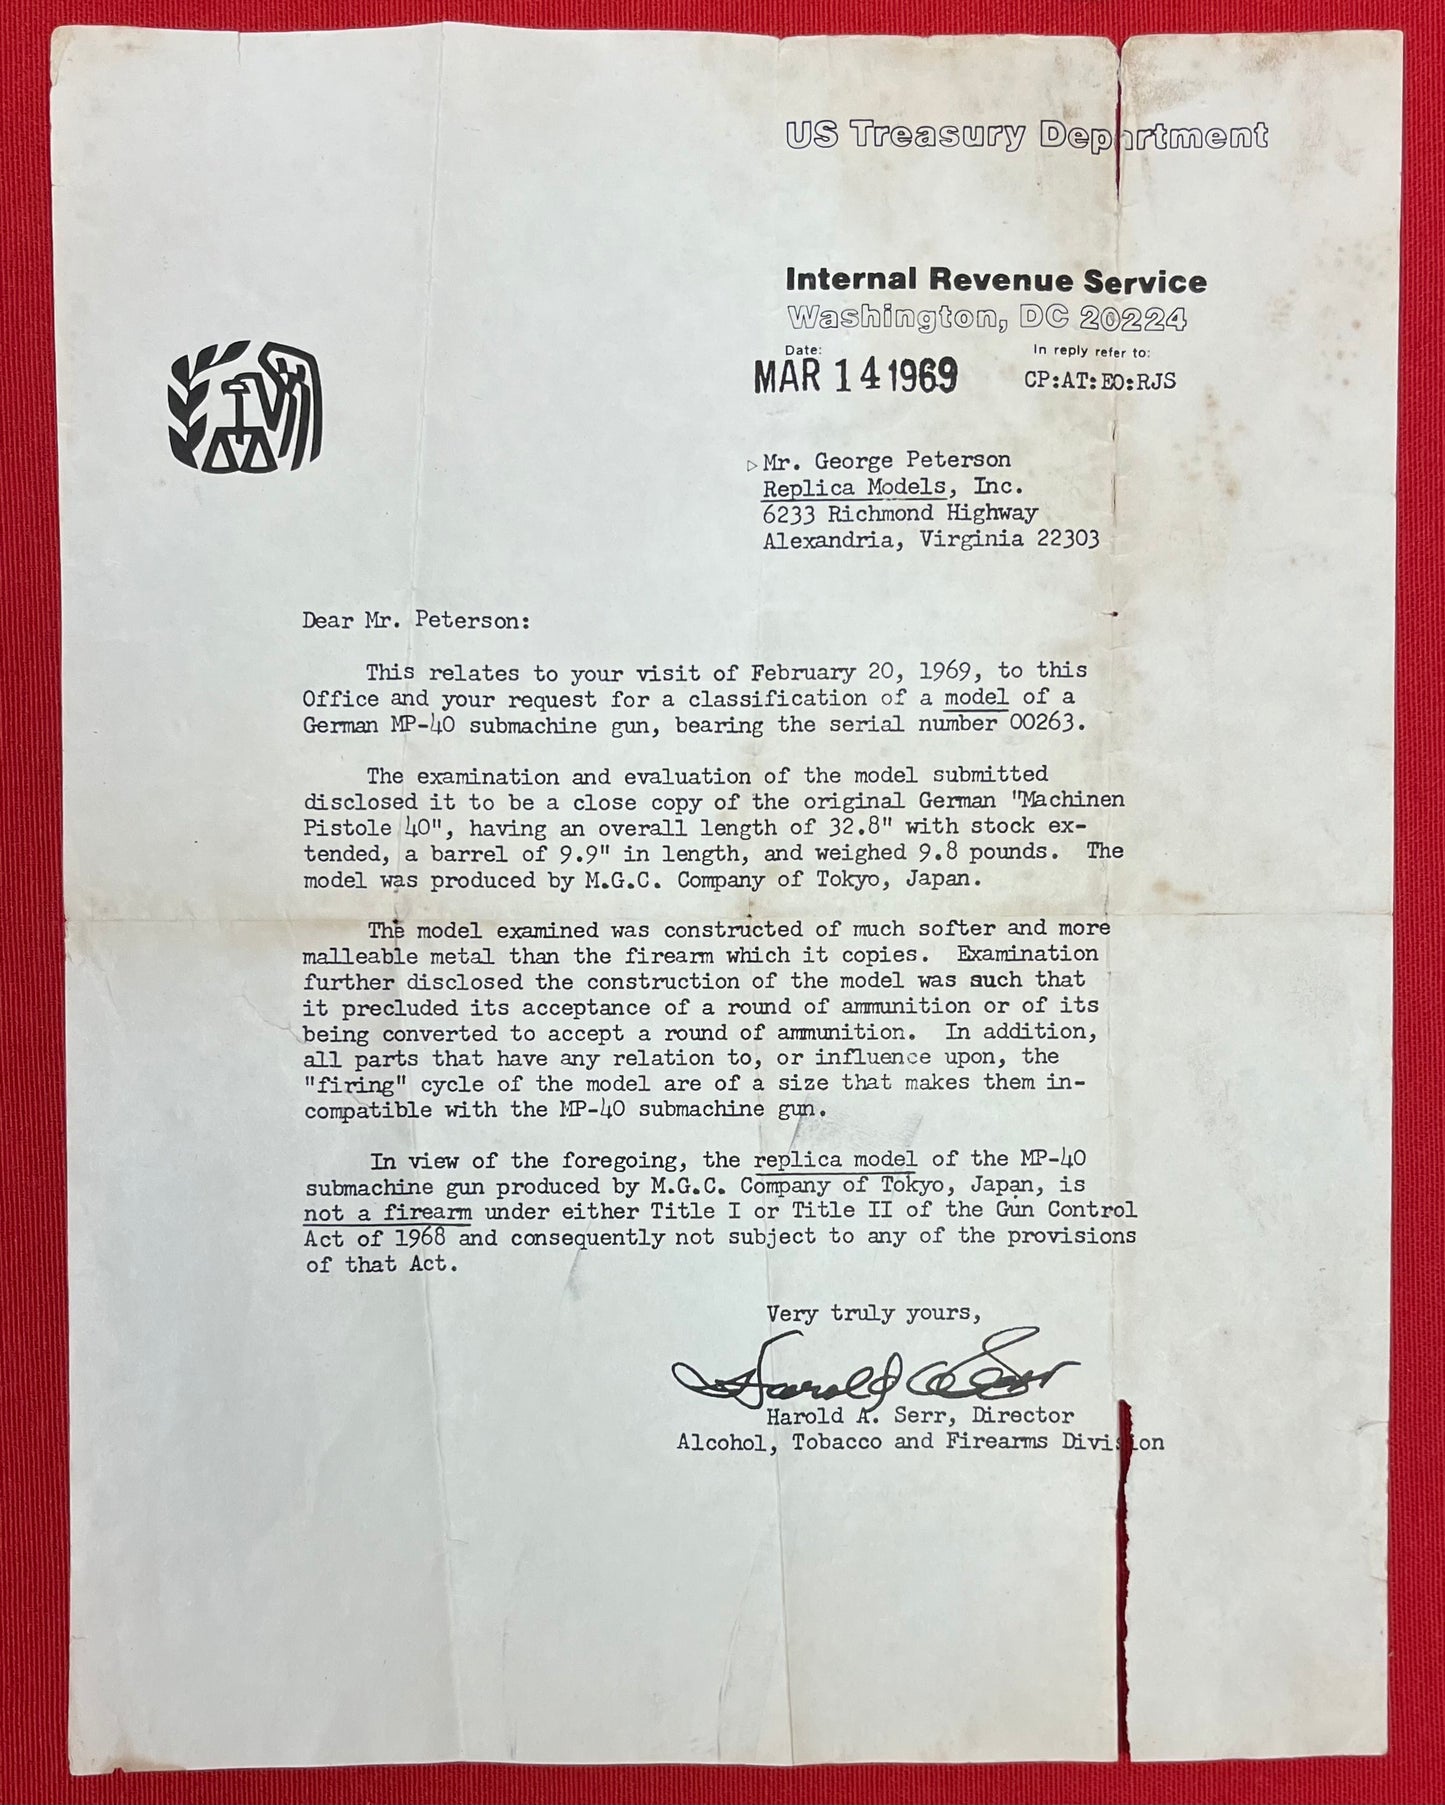 US Treasury Department
Internal Revenue Service
Washington, DC 20224
Date:
In reply refer to:
MAR 14 1969
CP:AT:EO:RJS
▷ Mr. George Peterson
Replica Models, Inc.
6233 Richmond Highway
Alexandria, Virginia 22303
Dear Mr. Peterson:
This relates to your visit of February 20, 1969, to this
Office and your request for a classification of a model of a
German MP-40 submachine gun, bearing the serial number 00263.
The examination and evaluation of the model submitted
disclosed it to be a close copy of the original German "Machinen
Pistole 40", having an overall length of 32.8" with stock ex-
tended, a barrel of 9.9" in length, and weighed 9.8 pounds. The
model was produced by M.G.C. Company of Tokyo, Japan.
The model examined was constructed of much softer and more
malleable metal than the firearm which it copies. Examination
further disclosed the construction of the model was such that
it precluded its acceptance of a round of ammunition or of its
being converted to accept a round of ammunition. In addition,
all parts that have any relation to, or influence upon, the
"firing" cycle of the model are of a size that makes them in-
compatible with the MP-40 submachine gun.
In view of the foregoing, the replica model of the MP-40
submachine gun produced by M.G.C. Company of Tokyo, Japan, is
not a firearm under either Title I or Title II of the Gun Control
Act of 1968 and consequently not subject to any of the provisions
of that Act.
Very truly yours,
Harold A Serr
Harold A. Serr, Director
Alcohol, Tobacco and Firearms Division